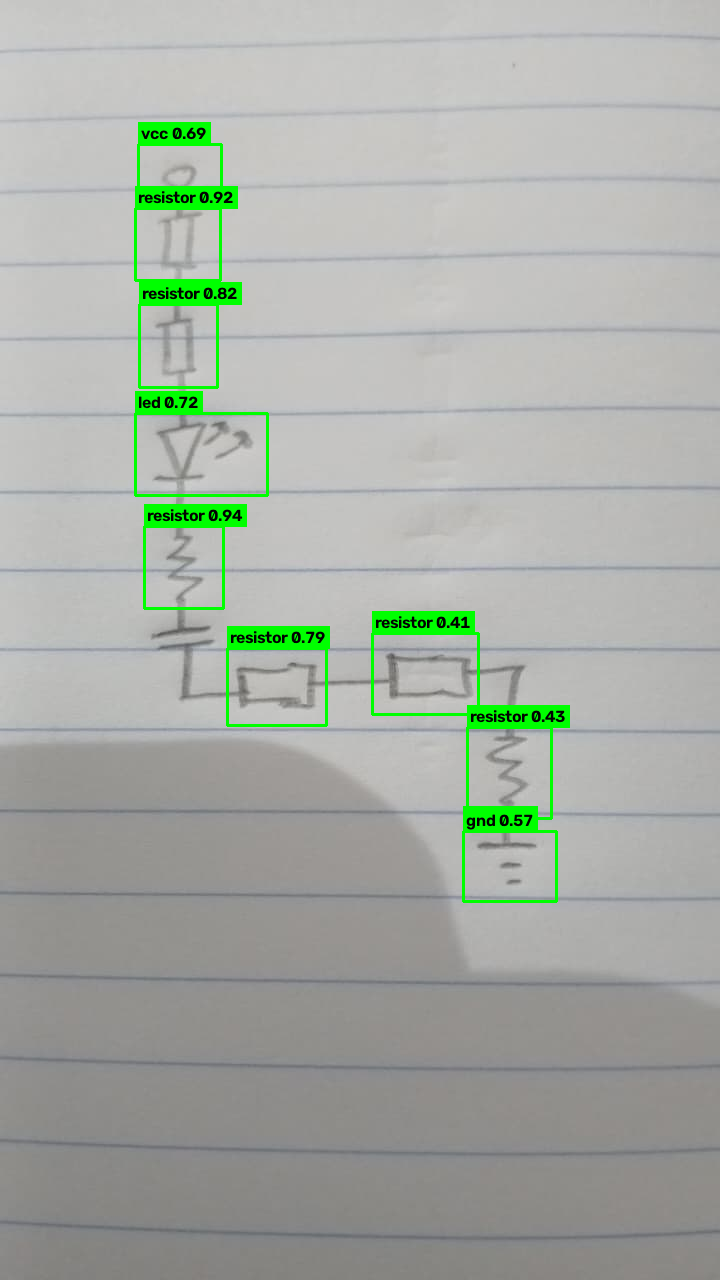 vcc 0.69
resistor 0.92
resistor 0.82
led 0.72
resistor 0.94
resistor 0.79
resistor 0.41
resistor 0.43
gnd 0.57